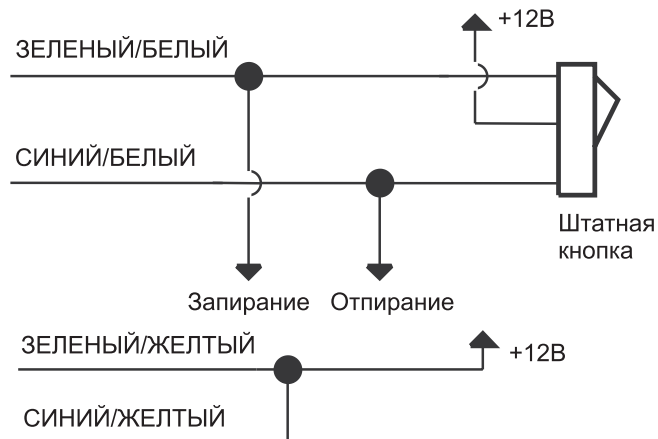 +12В
ЗЕЛЕНЫЙ/БЕЛЫЙ
СИНИЙ/БЕЛЫЙ
Штатная
кнопка
Запирание Отпирание
ЗЕЛЕНЫЙ/ЖЕЛТЫЙ
+12В
СИНИЙ/ЖЕЛТЫЙ